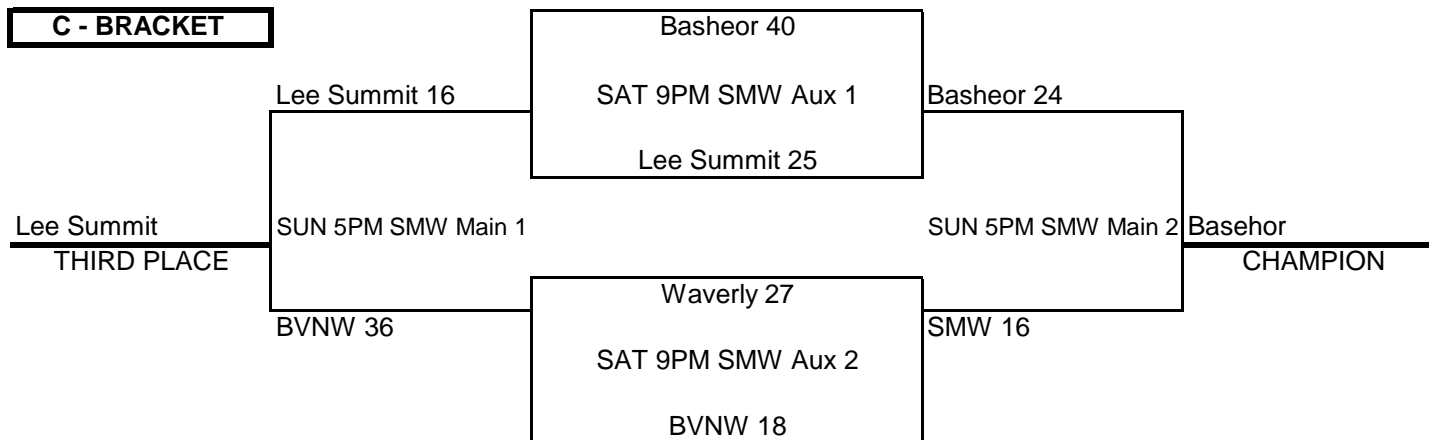 C - BRACKET
Basheor 40
Lee Summit 16
SAT 9PM SMW Aux 1
Basheor 24
Lee Summit 25
Lee Summit
SUN 5PM SMW Main 1
SUN 5PM SMW Main 2
Basehor
THIRD PLACE
CHAMPION
Waverly 27
BVNW 36
SMW 16
SAT 9PM SMW Aux 2
BVNW 18